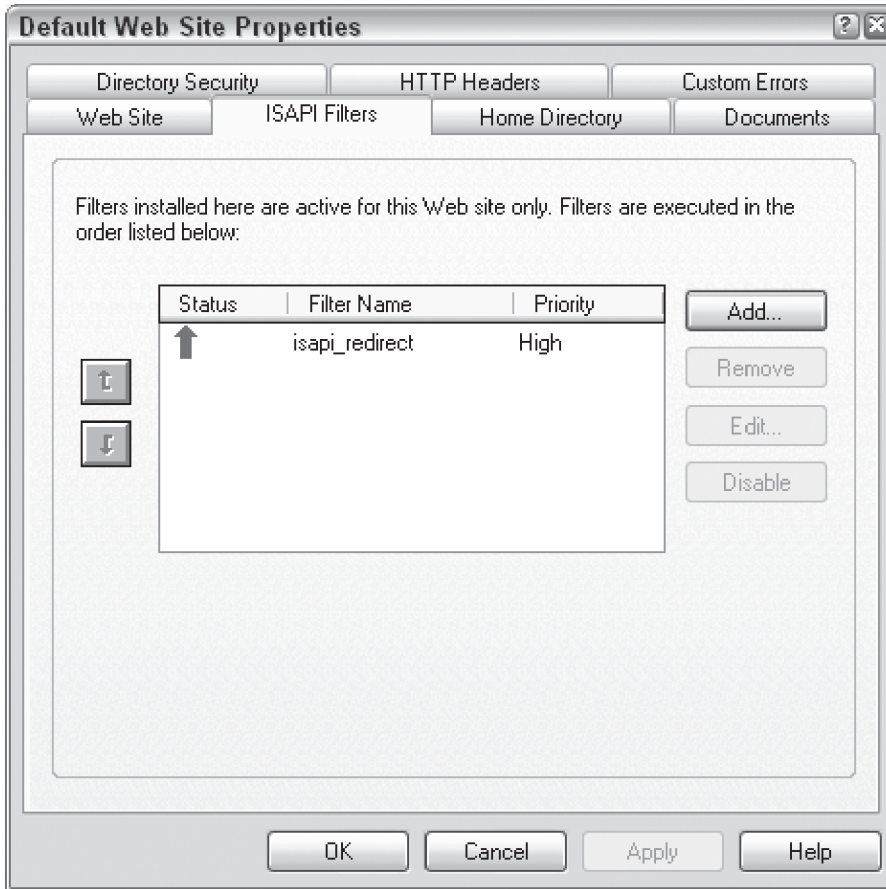 Default Web Site Properties
Directory Security HTTP Headers Custom Errors
Web Site ISAPI Filters Home Directory Documents
Filters installed here are active for this Web site only. Filters are executed in the
order listed below:
Status Filter Name Priority
isapi_redirect High
Add...
Remove
Edit...
Disable
OK Cancel Apply Help